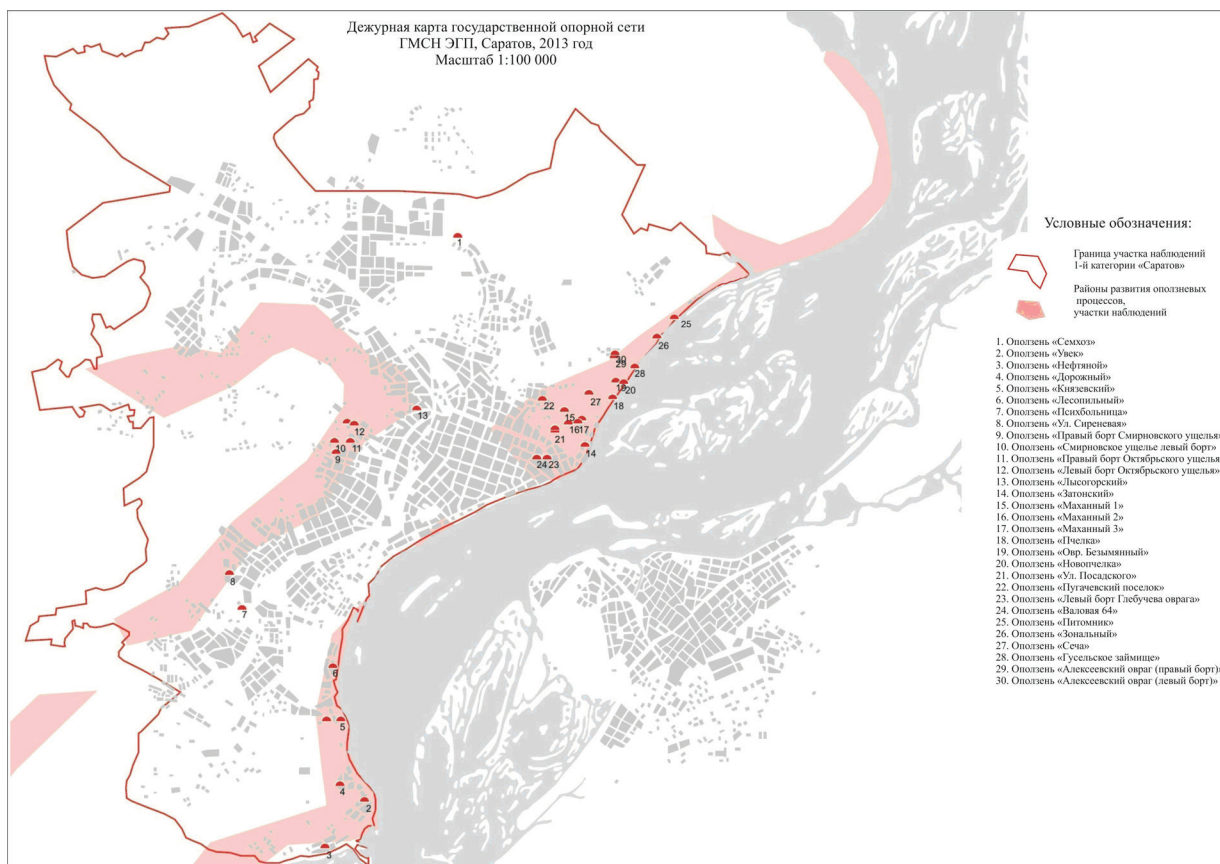 Дежурная карта государственной опорной сети
ГМСН ЭГП, Саратов, 2013 год
Масштаб 1:100 000
Условные обозначения:
Граница участка наблюдений
1-й категории «Саратов»
Районы развития оползневых
процессов,
участки наблюдений
1. Оползень «Семхоз»
2. Оползень «Увек»
3. Оползень «Нефтяной»
4. Оползень «Дорожный»
5. Оползень «Князевский»
6. Оползень «Лесопильный»
7. Оползень «Психбольница»
8. Оползень «Ул. Сиреневая»
9. Оползень «Правый борт Смирновского ущелья»
10. Оползень «Смирновское ущелье левый борт»
11. Оползень «Правый борт Октябрьского ущелья»
12. Оползень «Левый борт Октябрьского ущелья»
13. Оползень «Лысогорский»
14. Оползень «Затонский»
15. Оползень «Маханный 1»
16. Оползень «Маханный 2»
17. Оползень «Маханный 3»
18. Оползень «Пчелка»
19. Оползень «Овр. Безымянный»
20. Оползень «Новопчелка»
21. Оползень «Ул. Посадского»
22. Оползень «Пугачевский поселок»
23. Оползень «Левый борт Глебучева оврага»
24. Оползень «Валовая 64»
25. Оползень «Питомник»
26. Оползень «Зональный»
27. Оползень «Сеча»
28. Оползень «Гусельское займище»
29. Оползень «Алексеевский овраг (правый борт)»
30. Оползень «Алексеевский овраг (левый борт)»
1
25
26
30
29
28
19
20
27
18
22
13
15
16
17
12
21
10
11
14
9
24
23
8
7
6
5
4
2
3